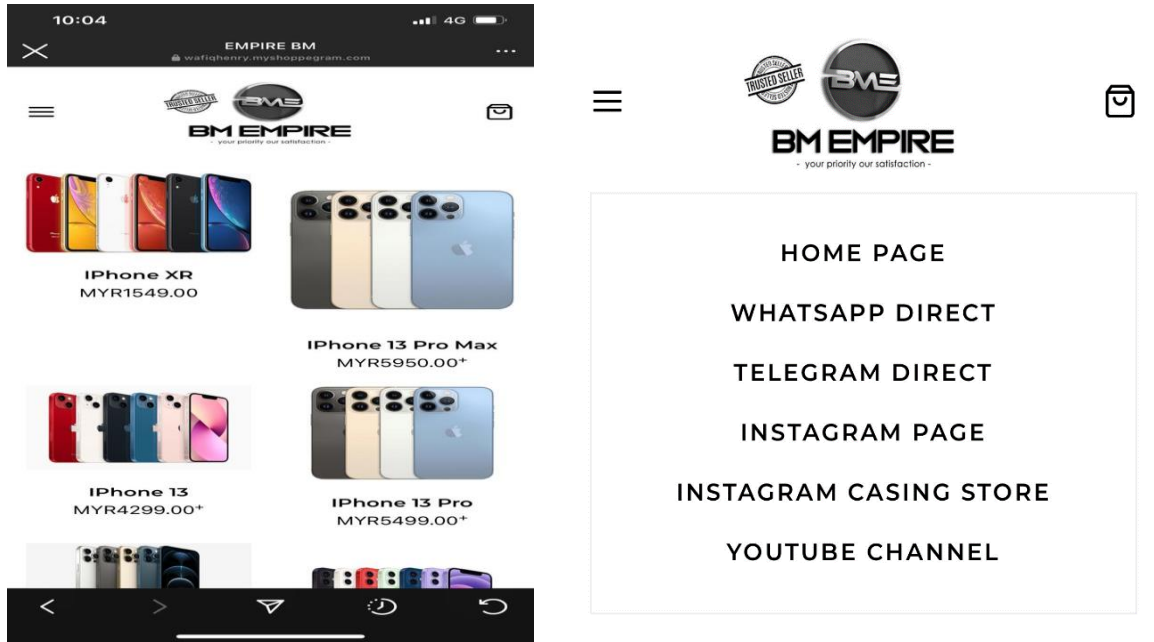 10:04
4G
EMPIRE BM
wafiqhenry.myshoppegram.com
TRUSTED SELLER
BME
BM EMPIRE
- your priority our satisfaction -
IPhone XR
MYR1549.00
IPhone 13 Pro Max
MYR5950.00+
IPhone 13
MYR4299.00+
IPhone 13 Pro
MYR5499.00+
TRUSTED SELLER
BME
BM EMPIRE
- your priority our satisfaction -
HOME PAGE
WHATSAPP DIRECT
TELEGRAM DIRECT
INSTAGRAM PAGE
INSTAGRAM CASING STORE
YOUTUBE CHANNEL